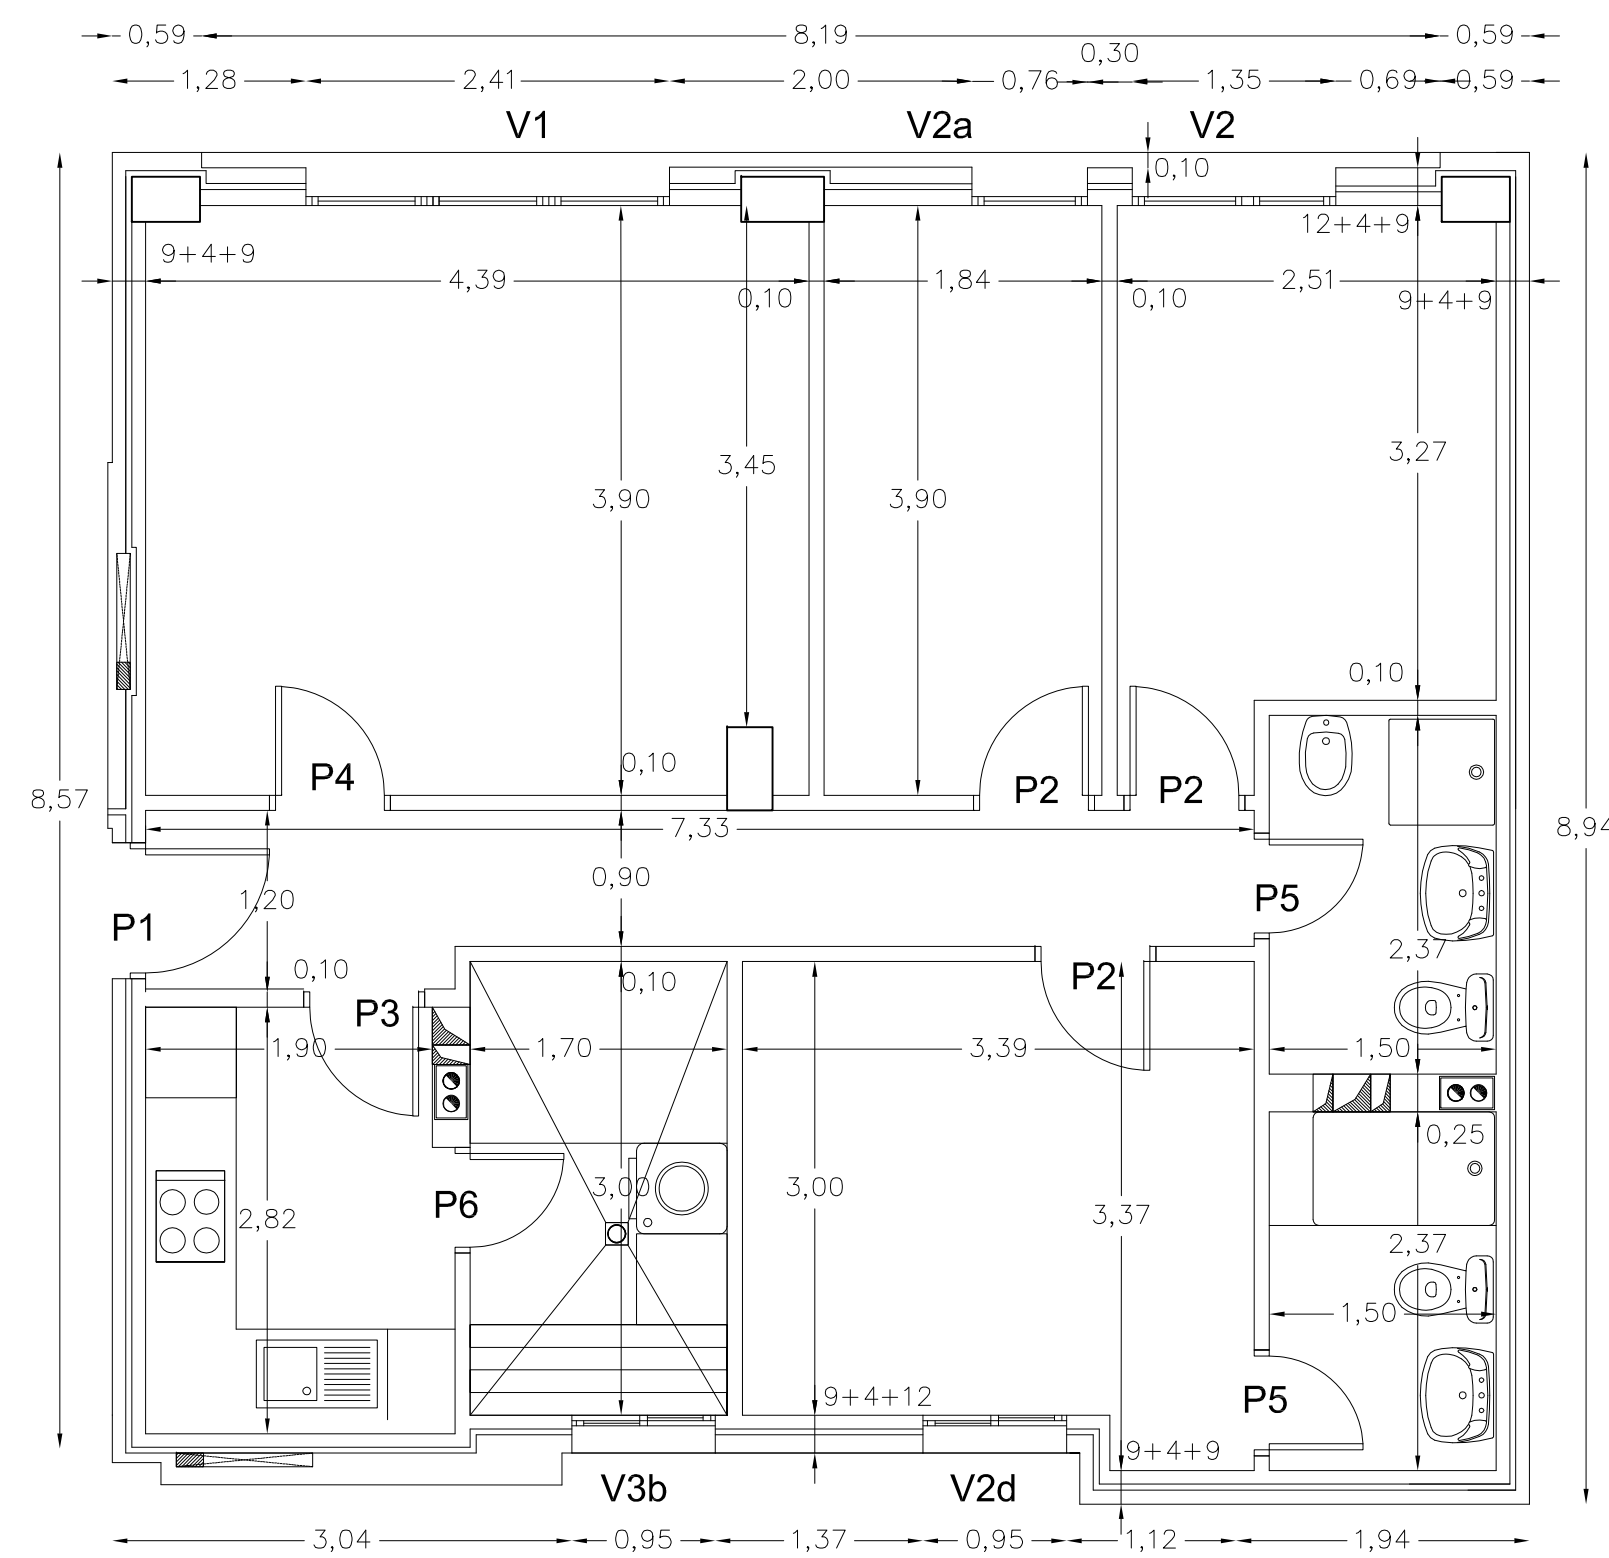 0,59 8,19 0,59
0,30
1,28 2,41 2,00 0,76 1,35 0,69 0,59
V1 V2a V2
0,10
12+4+9
9+4+9
4,39 1,84 2,51
0,10 0,10 9+4+9
3,27
3,45
3,90 3,90
0,10
0,10
P4 P2 P2
8,57 7,33 8,94
0,90
1,20 P5
P1
2,37
0,10 P2
0,10
P3
1,90 1,70 3,39 1,50
0,25
3,00 3,00
P6 3,37
2,82
2,37
1,50
9+4+12 P5
9+4+9
V3b V2d
3,04 0,95 1,37 0,95 1,12 1,94